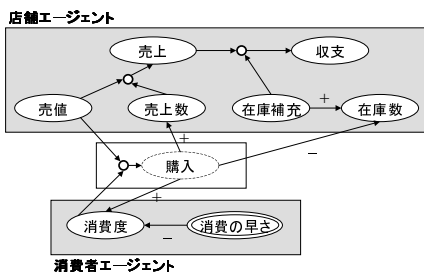 店舗エージェント
売上
収支
売値
売上数
在庫補充
+
在庫数
+
購入
−
+
消費度
−
消費の早さ
消費者エージェント